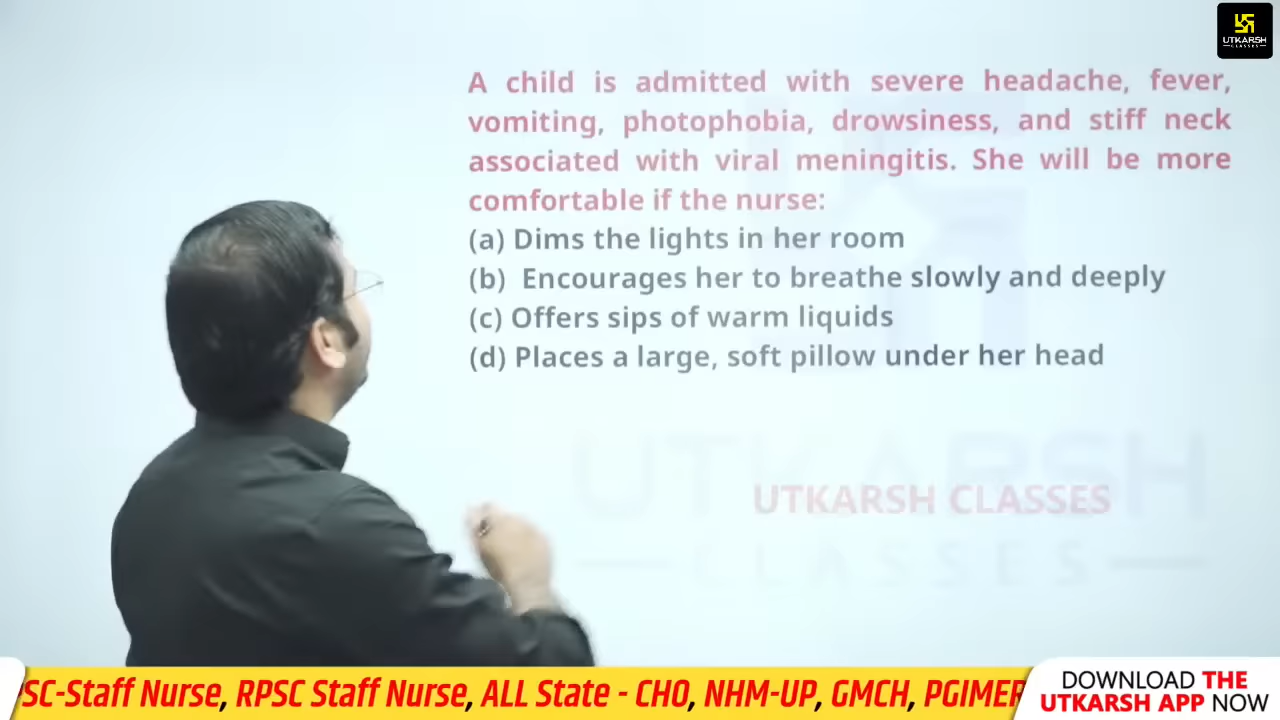 UTKARSH
CLASSES
A child is admitted with severe headache, fever,
vomiting, photophobia, drowsiness, and stiff neck
associated with viral meningitis. She will be more
comfortable if the nurse:
(a) Dims the lights in her room
(b) Encourages her to breathe slowly and deeply
(c) Offers sips of warm liquids
(d) Places a large, soft pillow under her head
UTKARSH
UTKARSH CLASSES
CLASSES
SC-Staff Nurse, RPSC Staff Nurse, ALL State - CHO, NHM-UP, GMCH, PGIMER
DOWNLOAD THE
UTKARSH APP NOW